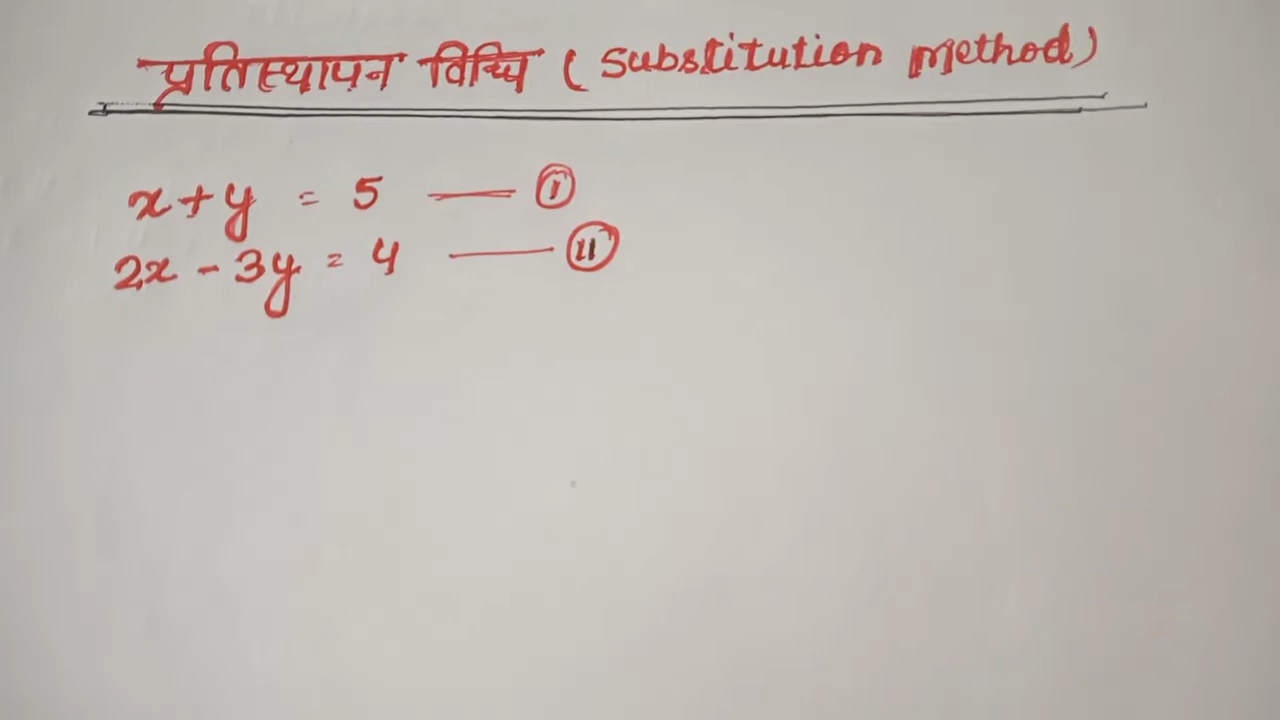 प्रतिस्थापन विधि (Substitution method)
x + y = 5 —— I
2x - 3y = 4 —— II